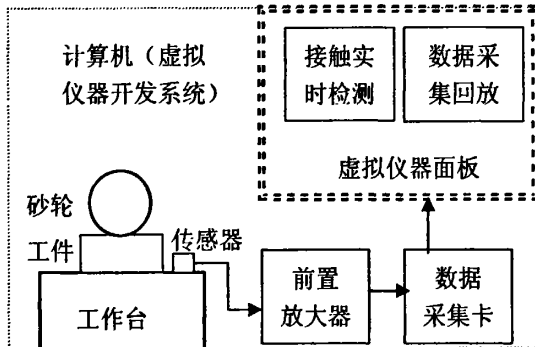 计算机（虚拟
仪器开发系统）
接触实
时检测
数据采
集回放
虚拟仪器面板
砂轮
工件
传感器
工作台
前置
放大器
数据
采集卡